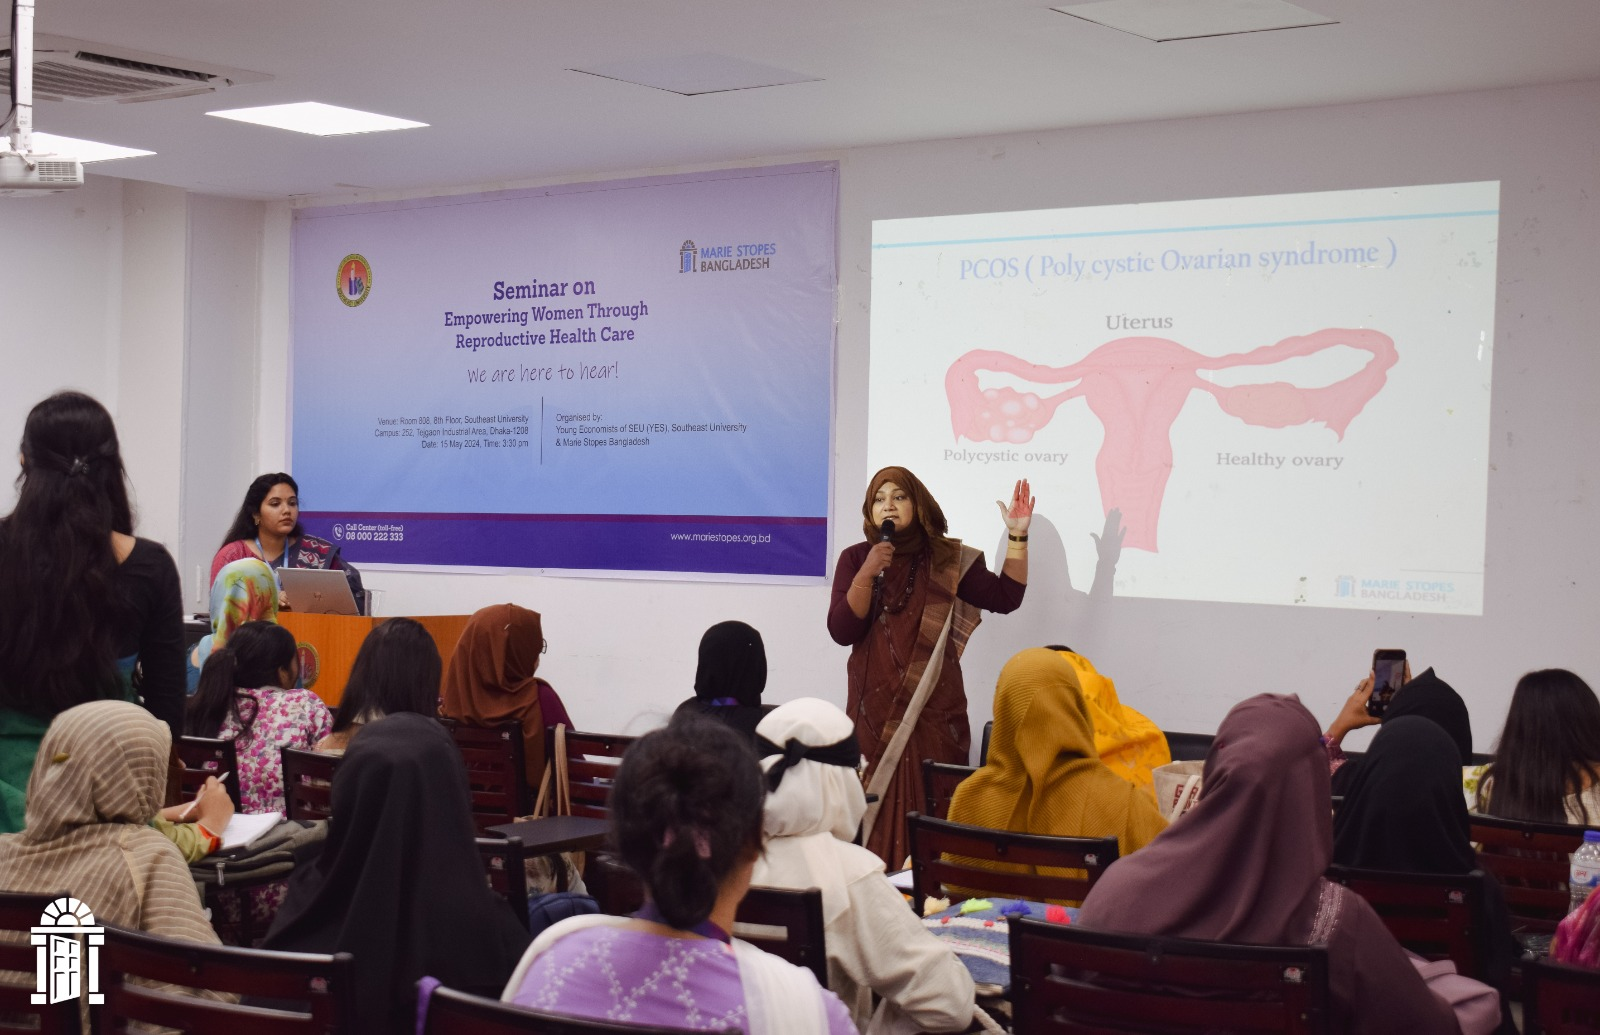 MARIE STOPES
BANGLADESH
Seminar on
Empowering Women Through
Reproductive Health Care
We are here to hear!
Venue: Room 808, 8th Floor, Southeast University
Campus: 252, Tejgaon Industrial Area, Dhaka-1208
Date: 15 May 2024, Time: 3:30 pm
Organised by:
Young Economists of SEU (YES), Southeast University
& Marie Stopes Bangladesh
Call Center (toll-free)
08 000 222 333
www.mariestopes.org.bd
PCOS ( Poly cystic Ovarian syndrome )
Uterus
Polycystic ovary
Healthy ovary
MARIE STOPES
BANGLADESH